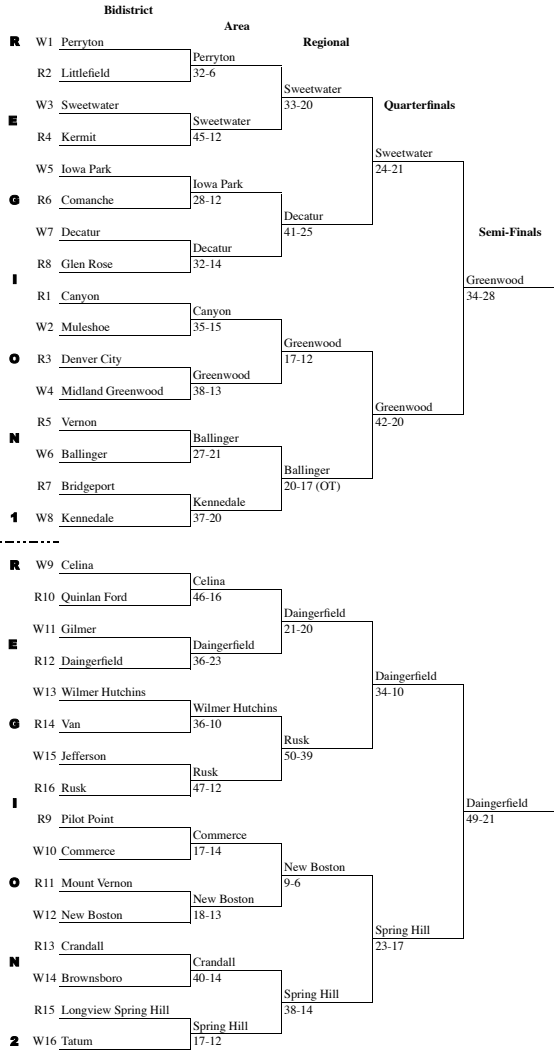 Bidistrict
Area
Regional
Quarterfinals
Semi-Finals
R W1 Perryton
Perryton
32-6
R2 Littlefield
Sweetwater
33-20
W3 Sweetwater
E
Sweetwater
45-12
R4 Kermit
Sweetwater
24-21
W5 Iowa Park
Iowa Park
28-12
G R6 Comanche
Decatur
41-25
W7 Decatur
Decatur
32-14
R8 Glen Rose
I
Greenwood
34-28
R1 Canyon
Canyon
35-15
W2 Muleshoe
Greenwood
17-12
O R3 Denver City
Greenwood
38-13
W4 Midland Greenwood
Greenwood
42-20
R5 Vernon
N
Ballinger
27-21
W6 Ballinger
Ballinger
20-17 (OT)
R7 Bridgeport
Kennedale
37-20
1 W8 Kennedale
R W9 Celina
Celina
46-16
R10 Quinlan Ford
Daingerfield
21-20
W11 Gilmer
E
Daingerfield
36-23
R12 Daingerfield
Daingerfield
34-10
W13 Wilmer Hutchins
Wilmer Hutchins
36-10
G R14 Van
Rusk
50-39
W15 Jefferson
Rusk
47-12
R16 Rusk
I
Daingerfield
49-21
R9 Pilot Point
Commerce
17-14
W10 Commerce
New Boston
9-6
O R11 Mount Vernon
New Boston
18-13
W12 New Boston
Spring Hill
23-17
R13 Crandall
N
Crandall
40-14
W14 Brownsboro
Spring Hill
38-14
R15 Longview Spring Hill
Spring Hill
17-12
2 W16 Tatum